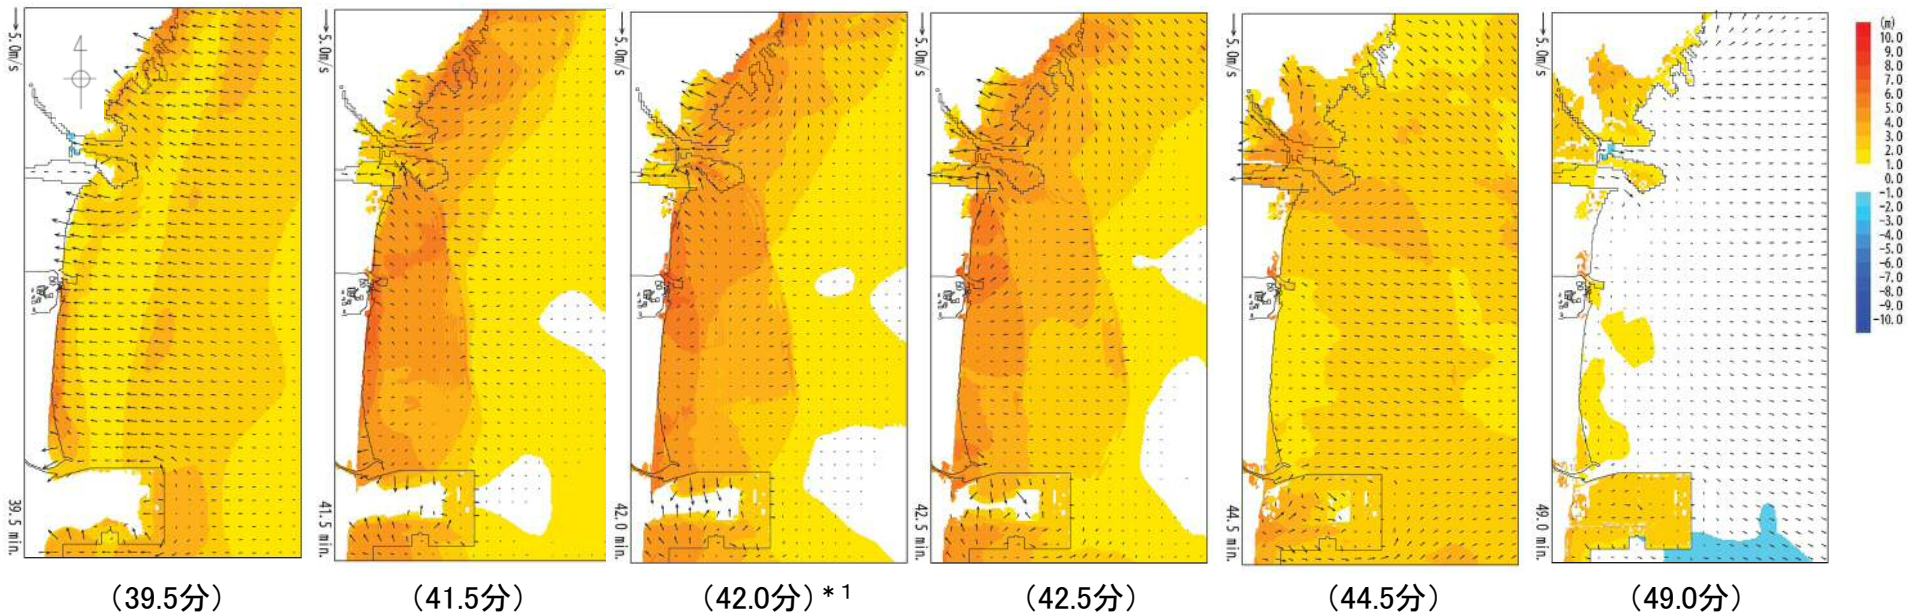 5.0m/s
39.5 min.
5.0m/s
41.5 min.
5.0m/s
42.0 min.
5.0m/s
42.5 min.
5.0m/s
44.5 min.
5.0m/s
49.0 min.
(m)
10.0
9.0
8.0
7.0
6.0
5.0
4.0
3.0
2.0
1.0
0.0
-1.0
-2.0
-3.0
-4.0
-5.0
-6.0
-7.0
-8.0
-9.0
-10.0
（39.5分）
（41.5分）
（42.0分）*1
（42.5分）
（44.5分）
（49.0分）